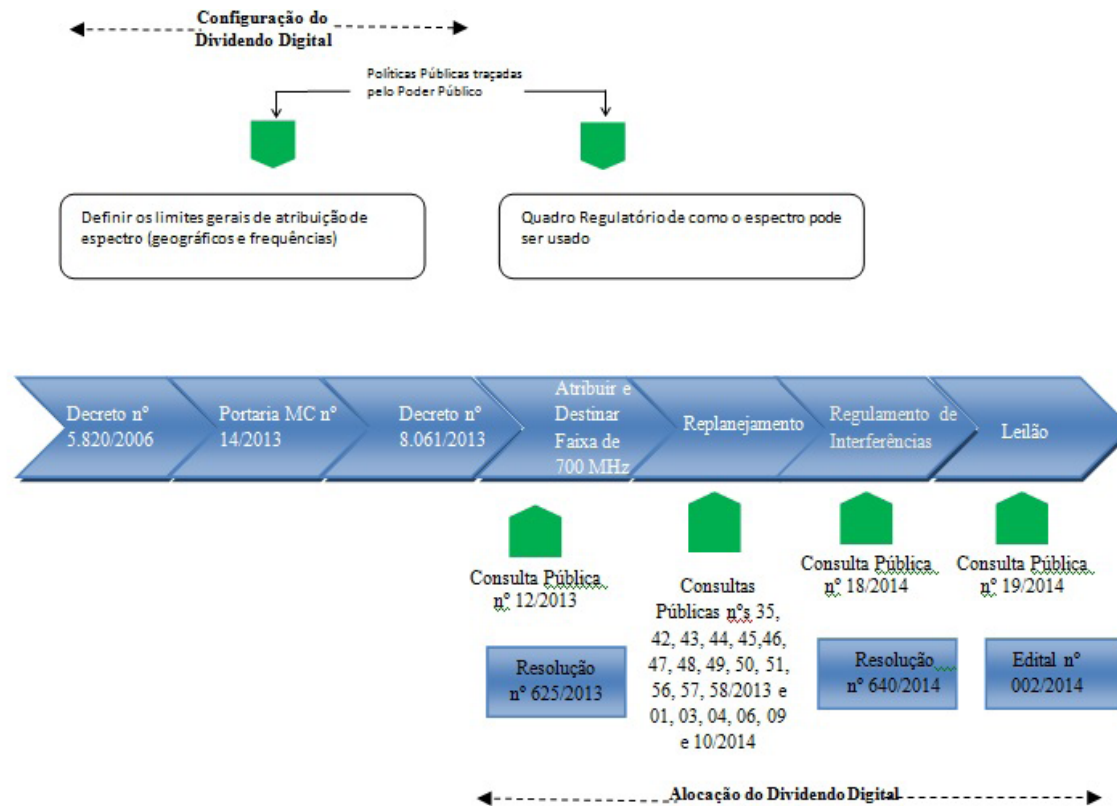 Configuração do
Dividendo Digital
Políticas Públicas traçadas
pelo Poder Público
Definir os limites gerais de atribuição de
espectro (geográficos e frequências)
Quadro Regulatório de como o espectro pode
ser usado
Decreto nº
5.820/2006
Portaria MC nº
14/2013
Decreto nº
8.061/2013
Atribuir e
Destinar
Faixa de
700 MHz
Replanejamento
Regulamento de
Interferências
Leilão
Consulta Pública
nº 12/2013
Consultas
Públicas nºs 35,
42, 43, 44, 45,46,
47, 48, 49, 50, 51,
56, 57, 58/2013 e
01, 03, 04, 06, 09
e 10/2014
Consulta Pública
nº 18/2014
Consulta Pública
nº 19/2014
Resolução
nº 625/2013
Resolução
nº 640/2014
Edital nº
002/2014
Alocação do Dividendo Digital